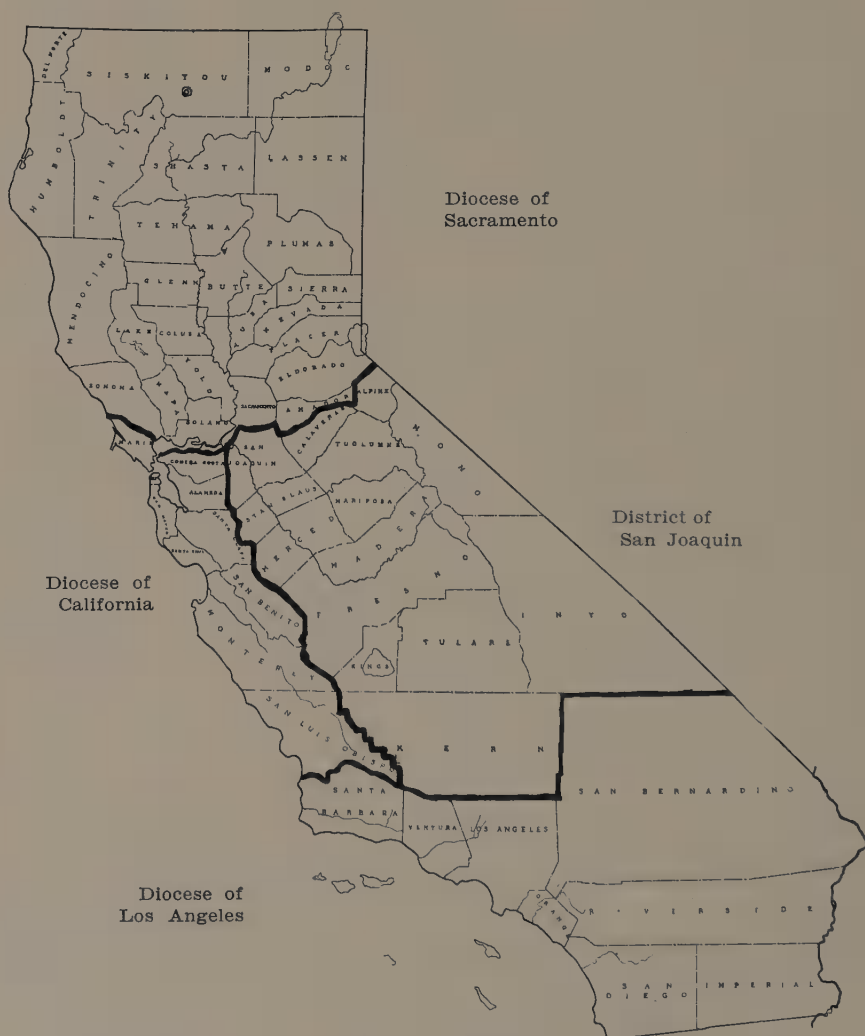 DEL NORTE
SISKITOU
MODOC
HUMBOLDT
TRINITY
SHASTA
LASSEN
Diocese of
Sacramento
TEHAMA
PLUMAS
MENDOCINO
GLENN
BUTTE
SIERRA
LAKE
COLUSA
YUBA
NEVADA
PLACER
ELDORADO
SONOMA
NAPA
YOLO
SACRAMENTO
AMADOR
ALPINE
SOLANO
MARIN
CONTRA COSTA
SAN
JOAQUIN
CALAVERAS
TUOLUMNE
MONO
ALAMEDA
STANISLAUS
MARIPOSA
MERCED
MADERA
District of
San Joaquin
Diocese of
California
SAN BENITO
FRESNO
INYO
MONTEREY
KINGS
TULARE
SAN LUIS OBISPO
KERN
SANTA
BARBARA
VENTURA
LOS ANGELES
SAN BERNARDINO
Diocese of
Los Angeles
ORANGE
RIVERSIDE
SAN
DIEGO
IMPERIAL